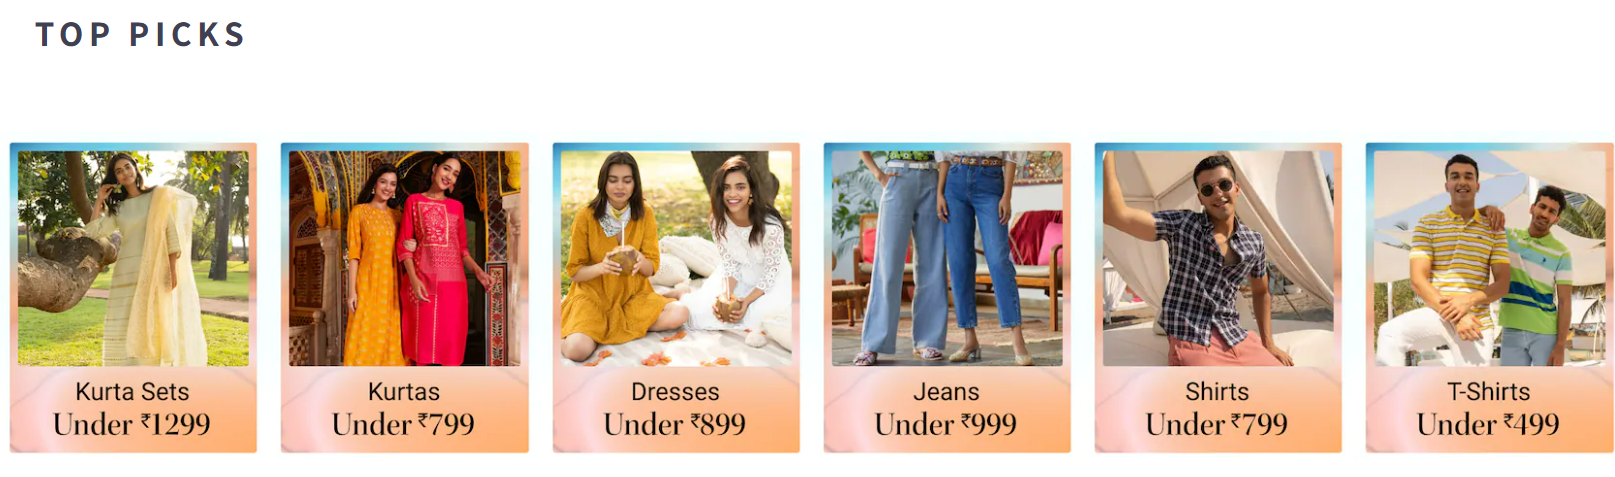 TOP PICKS
Kurta Sets
Under ₹1299
Kurtas
Under ₹799
Dresses
Under ₹899
Jeans
Under ₹999
Shirts
Under ₹799
T-Shirts
Under ₹499